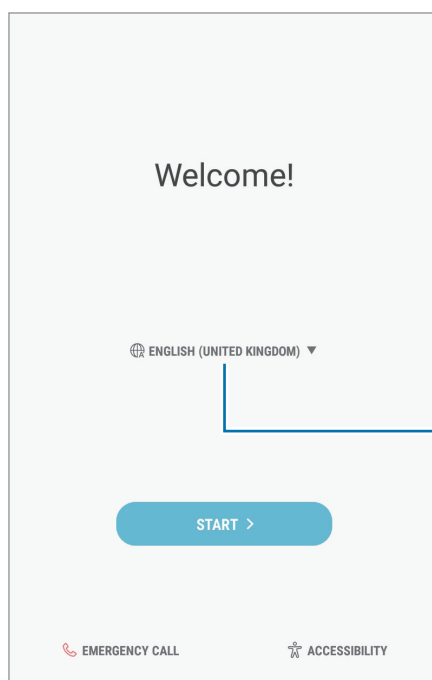 Welcome!
ENGLISH (UNITED KINGDOM)
START
EMERGENCY CALL
ACCESSIBILITY